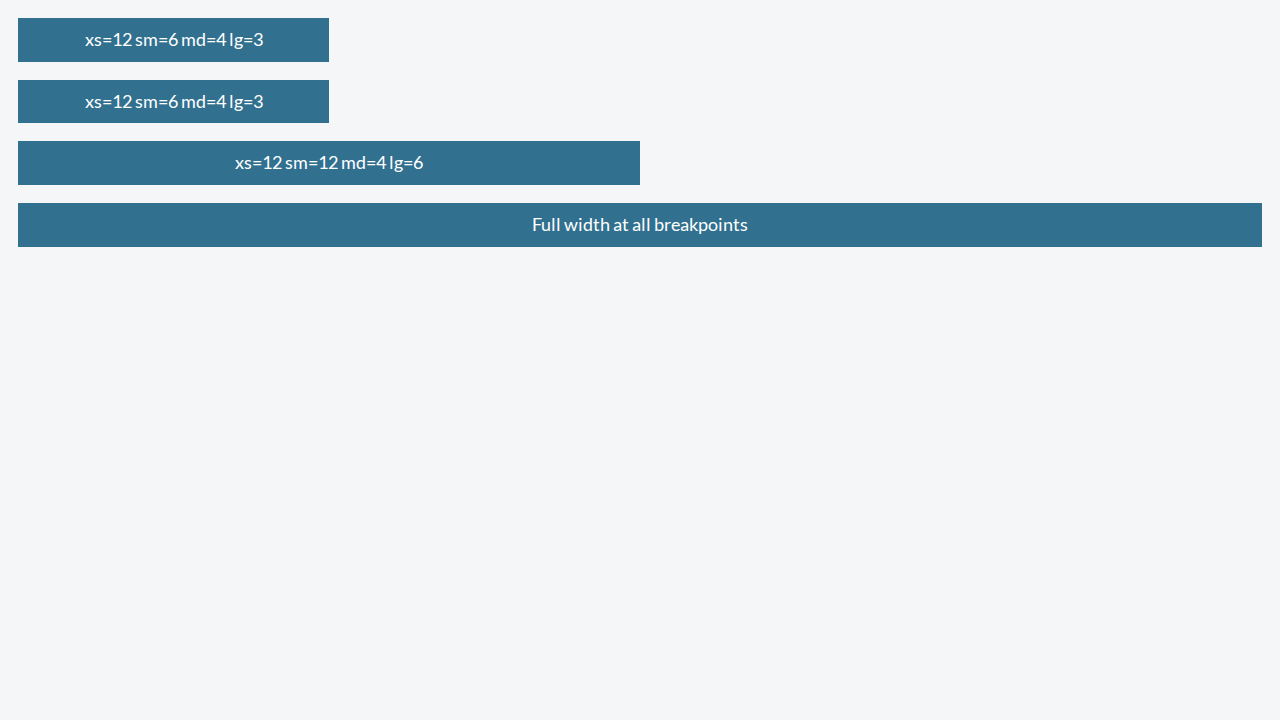 xs=12 sm=6 md=4 lg=3
xs=12 sm=6 md=4 lg=3
xs=12 sm=12 md=4 lg=6
Full width at all breakpoints